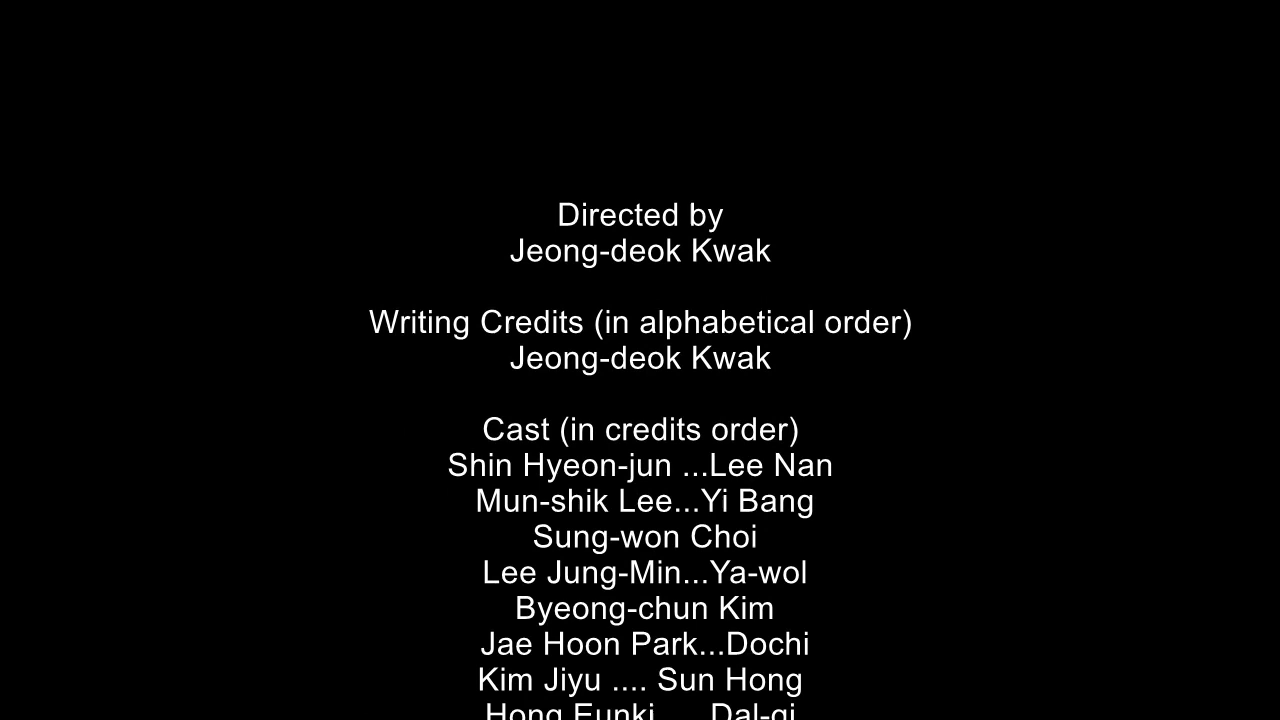 Directed by
Jeong-deok Kwak
Writing Credits (in alphabetical order)
Jeong-deok Kwak
Cast (in credits order)
Shin Hyeon-jun ...Lee Nan
Mun-shik Lee...Yi Bang
Sung-won Choi
Lee Jung-Min...Ya-wol
Byeong-chun Kim
Jae Hoon Park...Dochi
Kim Jiyu .... Sun Hong
Hong Eunki .... Dal-gi